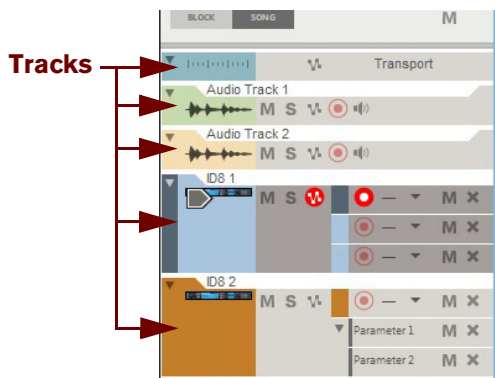 BLOCK SONG M
Tracks
Transport
Audio Track 1
M S
Audio Track 2
M S
ID8 1
M S M
M
M
ID8 2
M S M
Parameter 1 M
Parameter 2 M